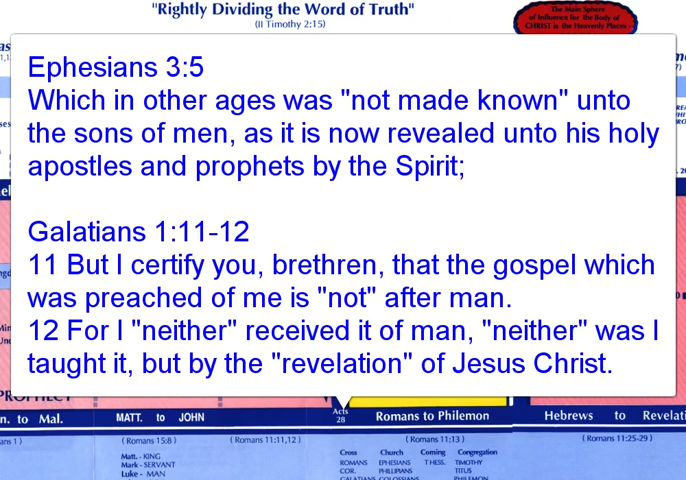 "Rightly Dividing the Word of Truth"
(II Timothy 2:15)
The Main Sphere
of Influence for the Body of
CHRIST is the Heavenly Places
Ephesians 3:5
Which in other ages was "not made known" unto
the sons of men, as it is now revealed unto his holy
apostles and prophets by the Spirit;
Galatians 1:11-12
11 But I certify you, brethren, that the gospel which
was preached of me is "not" after man.
12 For I "neither" received it of man, "neither" was I
taught it, but by the "revelation" of Jesus Christ.
to Mal.
MATT. to JOHN
Acts
28
Romans to Philemon
Hebrews to
(Romans 15:8)
(Romans 11:11,12)
(Romans 11:13)
(Romans 11:25-29)
Matt. - KING
Mark - SERVANT
Luke - MAN
Cross Church Coming Congregation
ROMANS EPHESIANS THESS. TIMOTHY
COR. PHILLIPIANS TITUS
GALATIANS COLOSSIANS PHILEMON